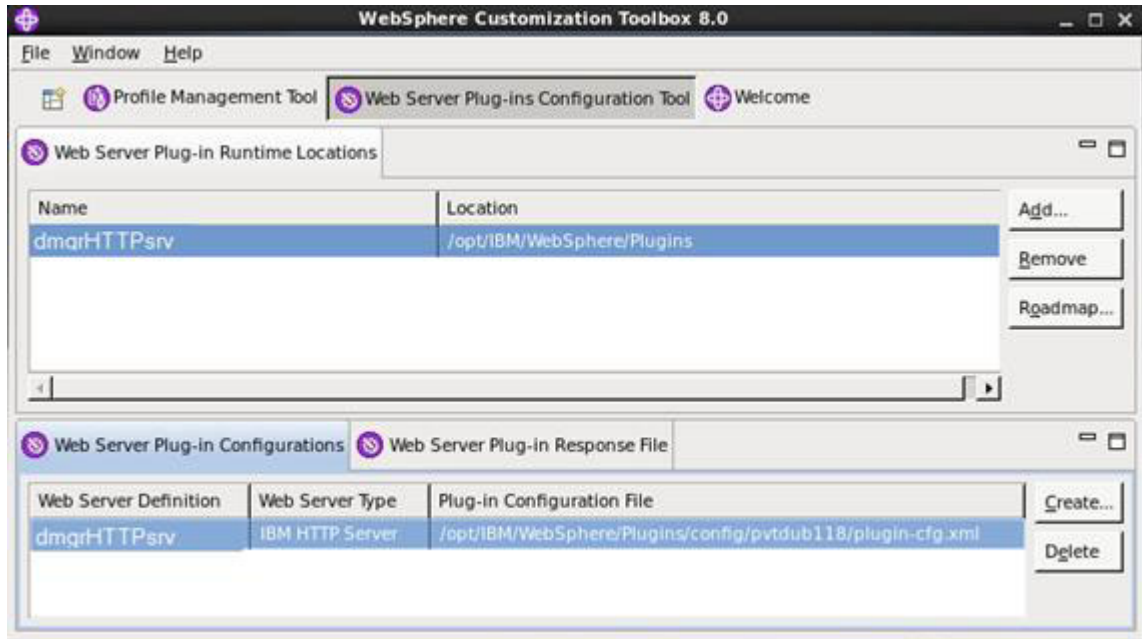 WebSphere Customization Toolbox 8.0
File Window Help
Profile Management Tool Web Server Plug-ins Configuration Tool Welcome
Web Server Plug-in Runtime Locations
Name Location
dmgrHTTPsrv /opt/IBM/WebSphere/Plugins
Add...
Remove
Roadmap...
Web Server Plug-in Configurations Web Server Plug-in Response File
Web Server Definition Web Server Type Plug-in Configuration File
dmgrHTTPsrv IBM HTTP Server /opt/IBM/WebSphere/Plugins/config/pvtdub118/plugin-cfg.xml
Create...
Delete